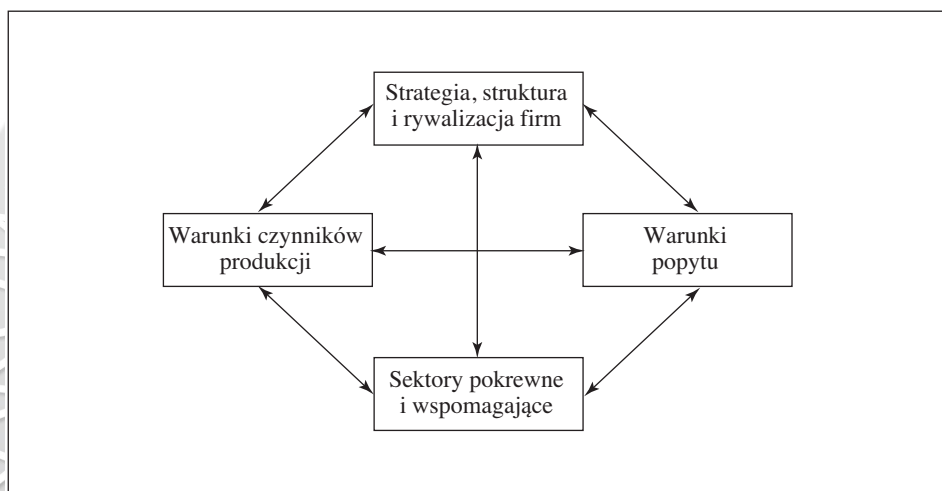 Strategia, struktura
i rywalizacja firm
Warunki czynników
produkcji
Warunki
popytu
Sektory pokrewne
i wspomagające